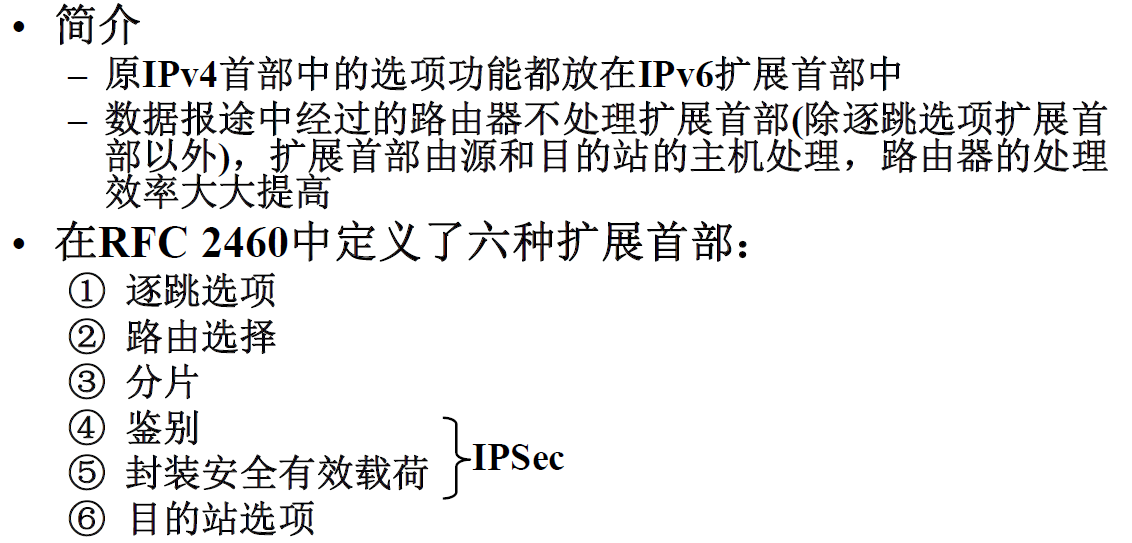 • 简介
– 原IPv4首部中的选项功能都放在IPv6扩展首部中
– 数据报途中经过的路由器不处理扩展首部(除逐跳选项扩展首
部以外)，扩展首部由源和目的站的主机处理，路由器的处理
效率大大提高
• 在RFC 2460中定义了六种扩展首部：
① 逐跳选项
② 路由选择
③ 分片
④ 鉴别
⑤ 封装安全有效载荷
IPSec
⑥ 目的站选项